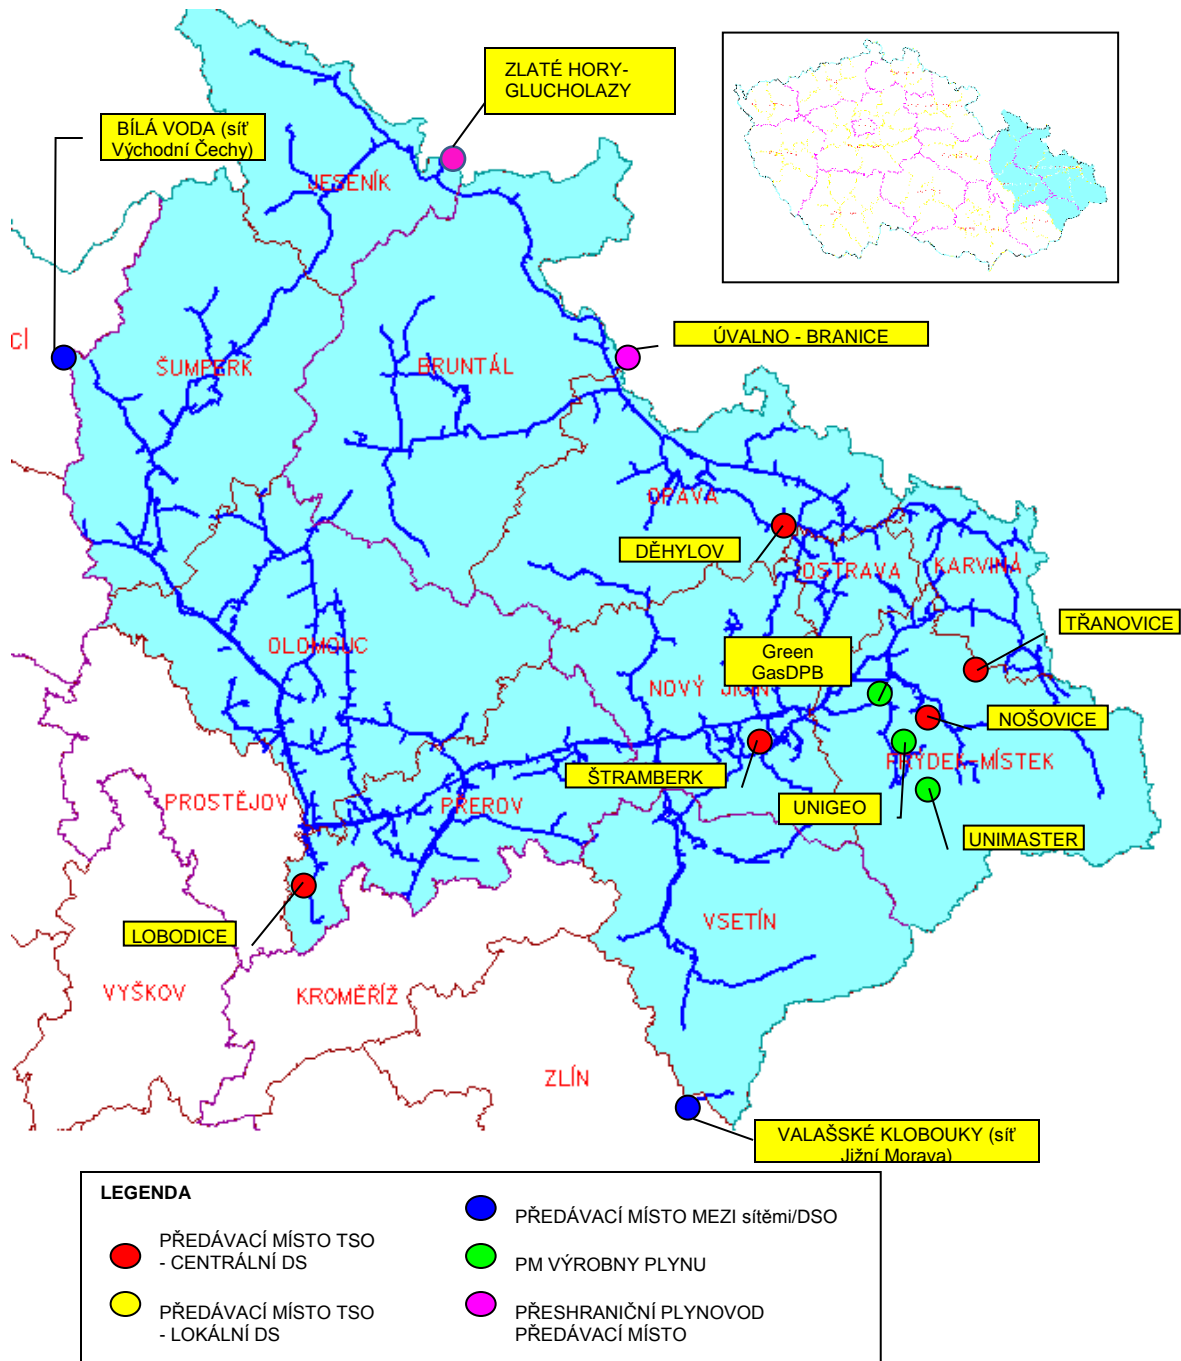 ZLATÉ HORY-
GLUCHOLAZY
BÍLÁ VODA (síť
Východní Čechy)
JESENÍK
CÍ
ŠUMPERK
BRUNTÁL
ÚVALNO - BRANICE
OPAVA
DĚHYLOV
OSTRAVA
KARVINÁ
TŘANOVICE
OLOMOUC
Green
GasDPB
NOVÝ JIČÍN
NOŠOVICE
FRÝDEK-MÍSTEK
ŠTRAMBERK
PROSTĚJOV
PŘEROV
UNIGEO
UNIMASTER
LOBODICE
VSETÍN
VYŠKOV
KROMĚŘÍŽ
ZLÍN
VALAŠSKÉ KLOBOUKY (síť
Jižní Morava)
LEGENDA
PŘEDÁVACÍ MÍSTO TSO
- CENTRÁLNÍ DS
PŘEDÁVACÍ MÍSTO TSO
- LOKÁLNÍ DS
PŘEDÁVACÍ MÍSTO MEZI sítěmi/DSO
PM VÝROBNY PLYNU
PŘESHRANIČNÍ PLYNOVOD
PŘEDÁVACÍ MÍSTO